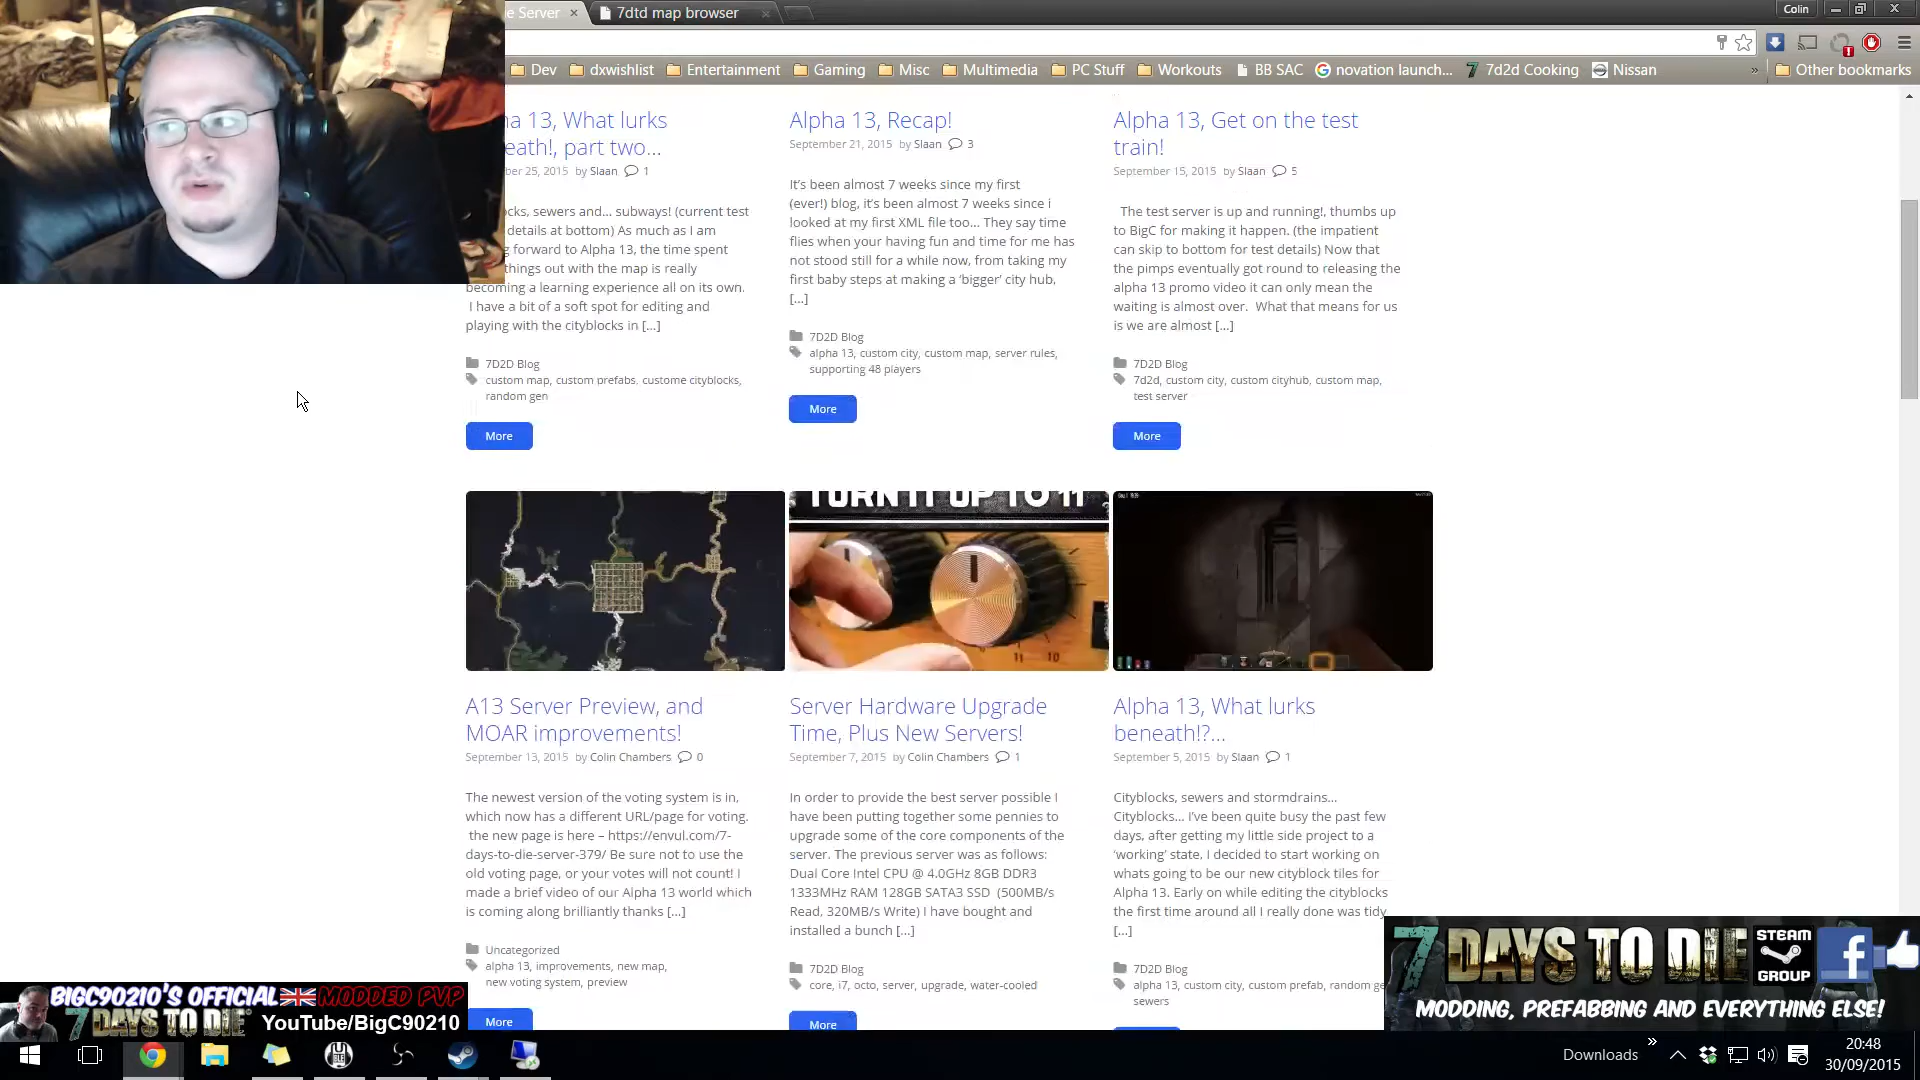 e Server
7dtd map browser
Colin
Dev
dxwishlist
Entertainment
Gaming
Misc
Multimedia
PC Stuff
Workouts
BB SAC
novation launch...
7d2d Cooking
Nissan
»
Other bookmarks
a 13, What lurks
eath!, part two...
ber 25, 2015 by Slaan 1
ocks, sewers and... subways! (current test
details at bottom) As much as I am
g forward to Alpha 13, the time spent
things out with the map is really
becoming a learning experience all on its own.
I have a bit of a soft spot for editing and
playing with the cityblocks in [...]
7D2D Blog
custom map, custom prefabs, custome cityblocks,
random gen
More
Alpha 13, Recap!
September 21, 2015 by Slaan 3
It's been almost 7 weeks since my first
(ever!) blog, it's been almost 7 weeks since i
looked at my first XML file too... They say time
flies when your having fun and time for me has
not stood still for a while now, from taking my
first baby steps at making a 'bigger' city hub,
[...]
7D2D Blog
alpha 13, custom city, custom map, server rules,
supporting 48 players
More
Alpha 13, Get on the test
train!
September 15, 2015 by Slaan 5
The test server is up and running!, thumbs up
to BigC for making it happen. (the impatient
can skip to bottom for test details) Now that
the pimps eventually got round to releasing the
alpha 13 promo video it can only mean the
waiting is almost over. What that means for us
is we are almost [...]
7D2D Blog
7d2d, custom city, custom cityhub, custom map,
test server
More
TURN IT UP TO 11
11 10
A13 Server Preview, and
MOAR improvements!
September 13, 2015 by Colin Chambers 0
The newest version of the voting system is in,
which now has a different URL/page for voting.
the new page is here – https://envul.com/7-
days-to-die-server-379/ Be sure not to use the
old voting page, or your votes will not count! I
made a brief video of our Alpha 13 world which
is coming along brilliantly thanks [...]
Uncategorized
alpha 13, improvements, new map,
new voting system, preview
More
Server Hardware Upgrade
Time, Plus New Servers!
September 7, 2015 by Colin Chambers 1
In order to provide the best server possible I
have been putting together some pennies to
upgrade some of the core components of the
server. The previous server was as follows:
Dual Core Intel CPU @ 4.0GHz 8GB DDR3
1333MHz RAM 128GB SATA3 SSD (500MB/s
Read, 320MB/s Write) I have bought and
installed a bunch [...]
7D2D Blog
core, i7, octo, server, upgrade, water-cooled
More
Alpha 13, What lurks
beneath!?...
September 5, 2015 by Slaan 1
Cityblocks, sewers and stormdrains...
Cityblocks... I've been quite busy the past few
days, after getting my little side project to a
'working' state, I decided to start working on
whats going to be our new cityblock tiles for
Alpha 13. Early on while editing the cityblocks
the first time around all I really done was tidy
[...]
7D2D Blog
alpha 13, custom city, custom prefab, random ge
sewers
BIGC90210'S OFFICIAL MODDED PVP
7 DAYS TO DIE YouTube/BigC90210
7 DAYS TO DIE STEAM GROUP f
MODDING, PREFABBING AND EVERYTHING ELSE!
Downloads »
20:48
30/09/2015